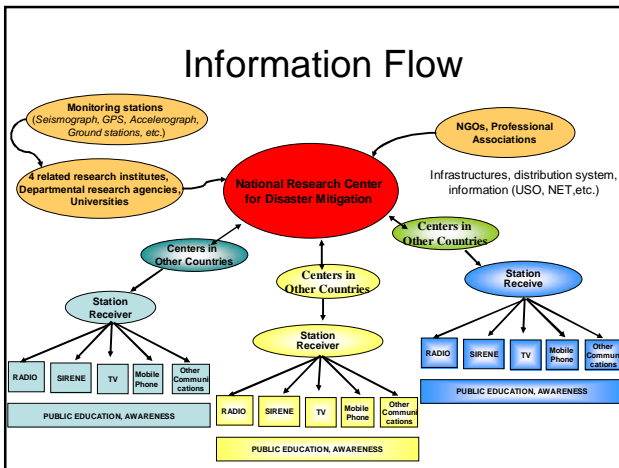 Information Flow
Monitoring stations
(Seismograph, GPS, Accelerograph,
Ground stations, etc.)
NGOs, Professional
Associations
4 related research institutes,
Departmental research agencies,
Universities
National Research Center
for Disaster Mitigation
Infrastructures, distribution system,
information (USO, NET,etc.)
Centers in
Other Countries
Centers in
Other Countries
Centers in
Other Countries
Station
Receiver
Station
Receiver
Station
Receive
RADIO
SIRENE
TV
Mobile
Phone
Other
Communi
cations
PUBLIC EDUCATION, AWARENESS
RADIO
SIRENE
TV
Mobile
Phone
Other
Communi
cations
PUBLIC EDUCATION, AWARENESS
RADIO
SIRENE
TV
Mobile
Phone
Other
Communi
cations
PUBLIC EDUCATION, AWARENESS